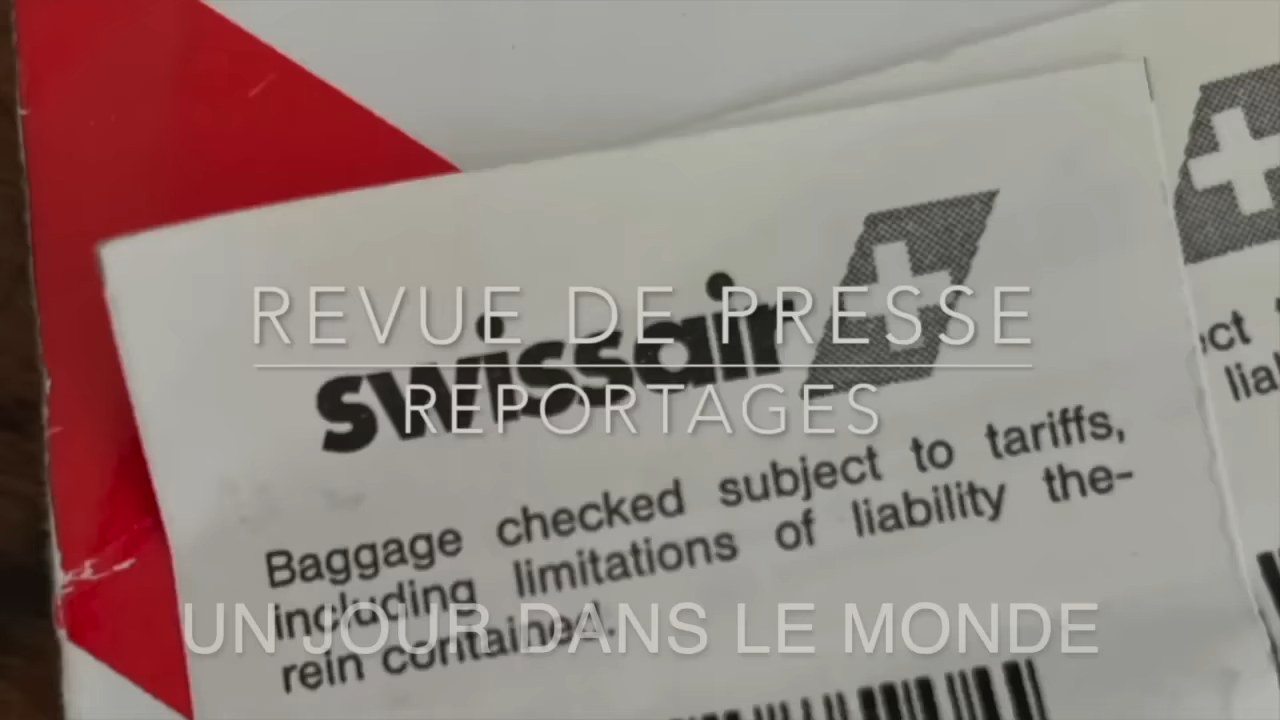 REVUE DE PRESSE
swissair
REPORTAGES
Baggage checked subject to tariffs,
including limitations of liability the-
rein contained.
UN JOUR DANS LE MONDE
ct
lia